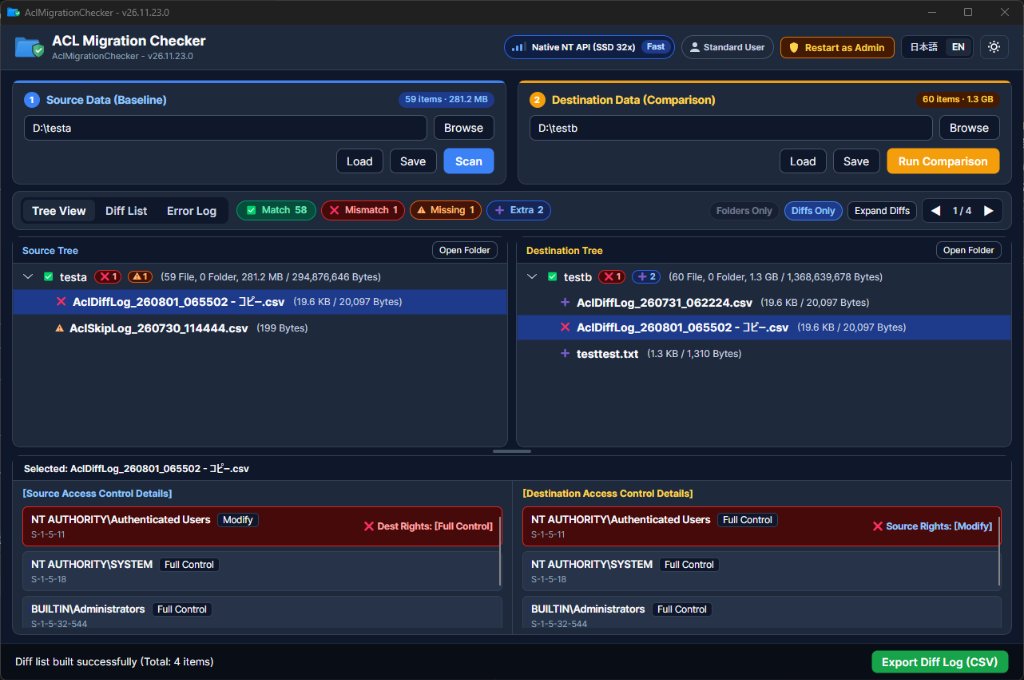 AclMigrationChecker - v26.11.23.0
ACL Migration Checker
AclMigrationChecker - v26.11.23.0
Native NT API (SSD 32x) Fast
Standard User
Restart as Admin
日本語 EN
1 Source Data (Baseline)
59 items · 281.2 MB
D:\testa
Browse
Load Save Scan
2 Destination Data (Comparison)
60 items · 1.3 GB
D:\testb
Browse
Load Save Run Comparison
Tree View Diff List Error Log
Match 58
Mismatch 1
Missing 1
Extra 2
Folders Only
Diffs Only
Expand Diffs
1 / 4
Source Tree
Open Folder
testa 1 1 (59 File, 0 Folder, 281.2 MB / 294,876,646 Bytes)
AclDiffLog_260801_065502 - コピー.csv (19.6 KB / 20,097 Bytes)
AclSkipLog_260730_114444.csv (199 Bytes)
Destination Tree
Open Folder
testb 1 + 2 (60 File, 0 Folder, 1.3 GB / 1,368,639,678 Bytes)
+ AclDiffLog_260731_062224.csv (19.6 KB / 20,097 Bytes)
AclDiffLog_260801_065502 - コピー.csv (19.6 KB / 20,097 Bytes)
+ testtest.txt (1.3 KB / 1,310 Bytes)
Selected: AclDiffLog_260801_065502 - コピー.csv
[Source Access Control Details]
NT AUTHORITY\Authenticated Users Modify
S-1-5-11
Dest Rights: [Full Control]
NT AUTHORITY\SYSTEM Full Control
S-1-5-18
BUILTIN\Administrators Full Control
S-1-5-32-544
[Destination Access Control Details]
NT AUTHORITY\Authenticated Users Full Control
S-1-5-11
Source Rights: [Modify]
NT AUTHORITY\SYSTEM Full Control
S-1-5-18
BUILTIN\Administrators Full Control
S-1-5-32-544
Diff list built successfully (Total: 4 items)
Export Diff Log (CSV)